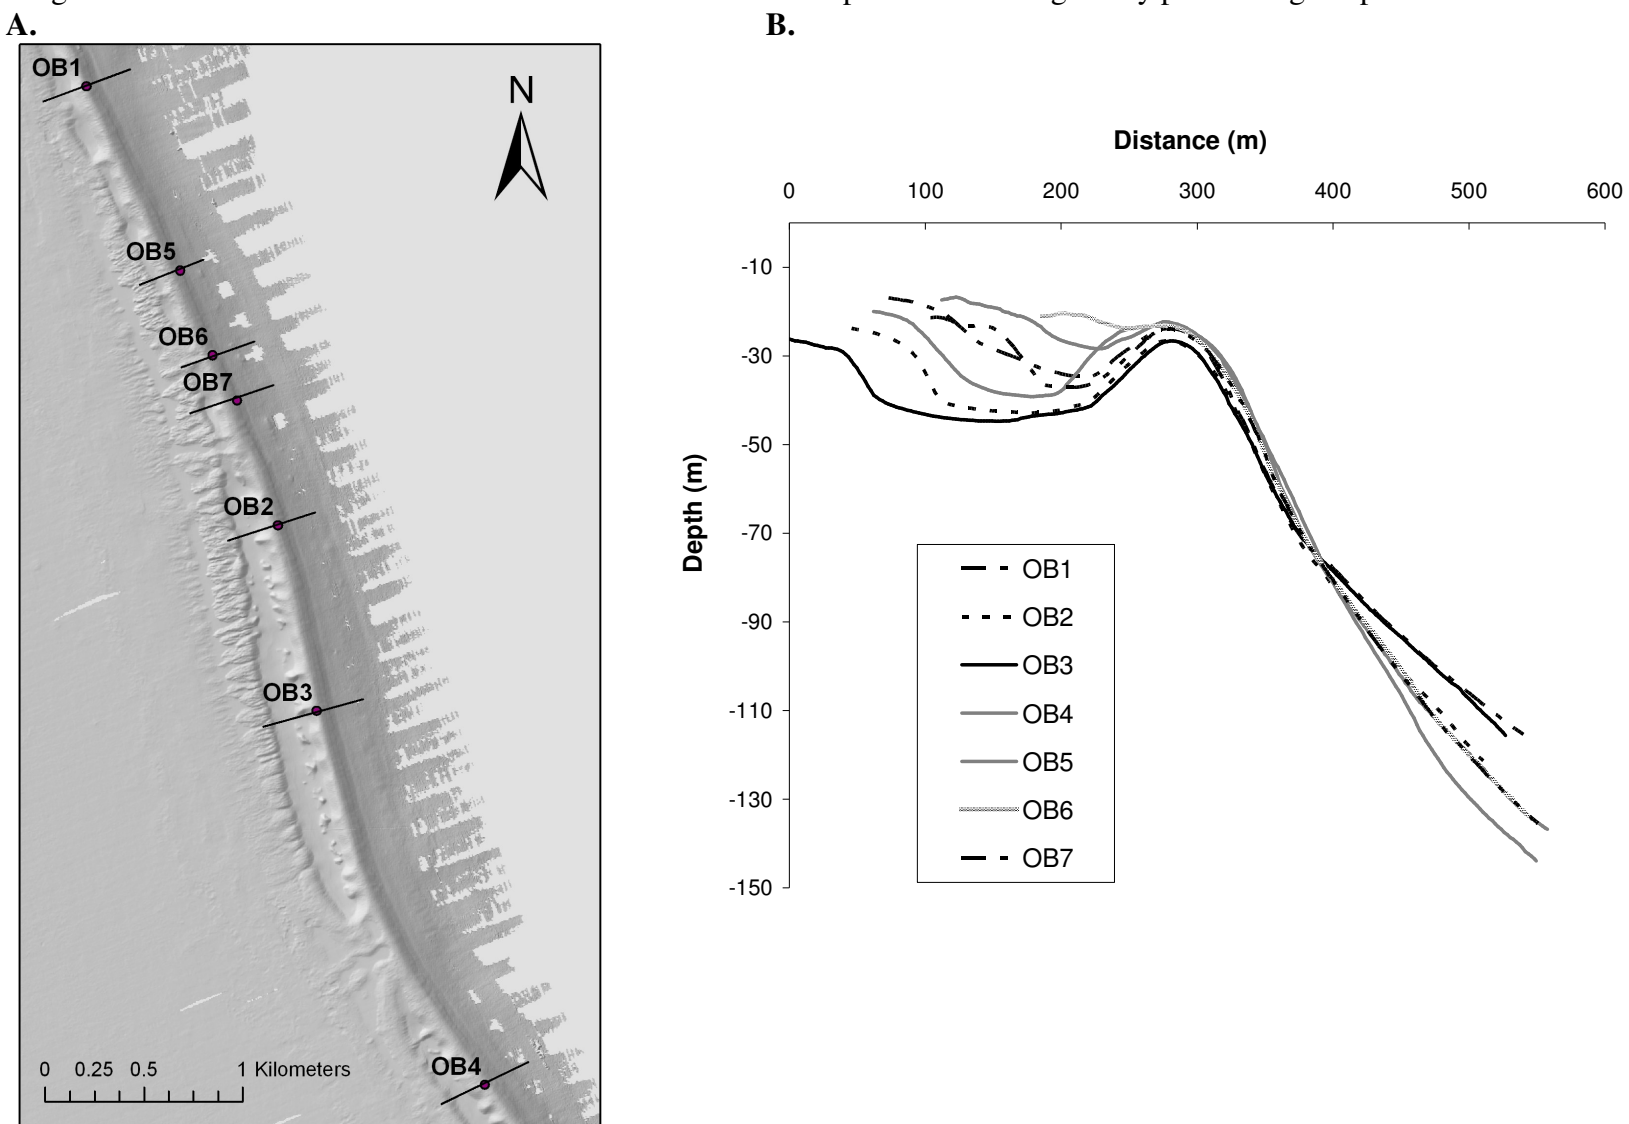 A.
B.
OB1
OB5
OB6
OB7
OB2
OB3
OB4
N
0 0.25 0.5 1 Kilometers
Distance (m)
0 100 200 300 400 500 600
Depth (m)
-10
-30
-50
-70
-90
-110
-130
-150
OB1
OB2
OB3
OB4
OB5
OB6
OB7